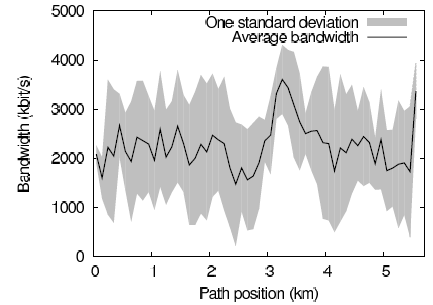 5000
One standard deviation
Average bandwidth
4000
3000
2000
1000
0
Bandwidth (kbit/s)
0 1 2 3 4 5
Path position (km)